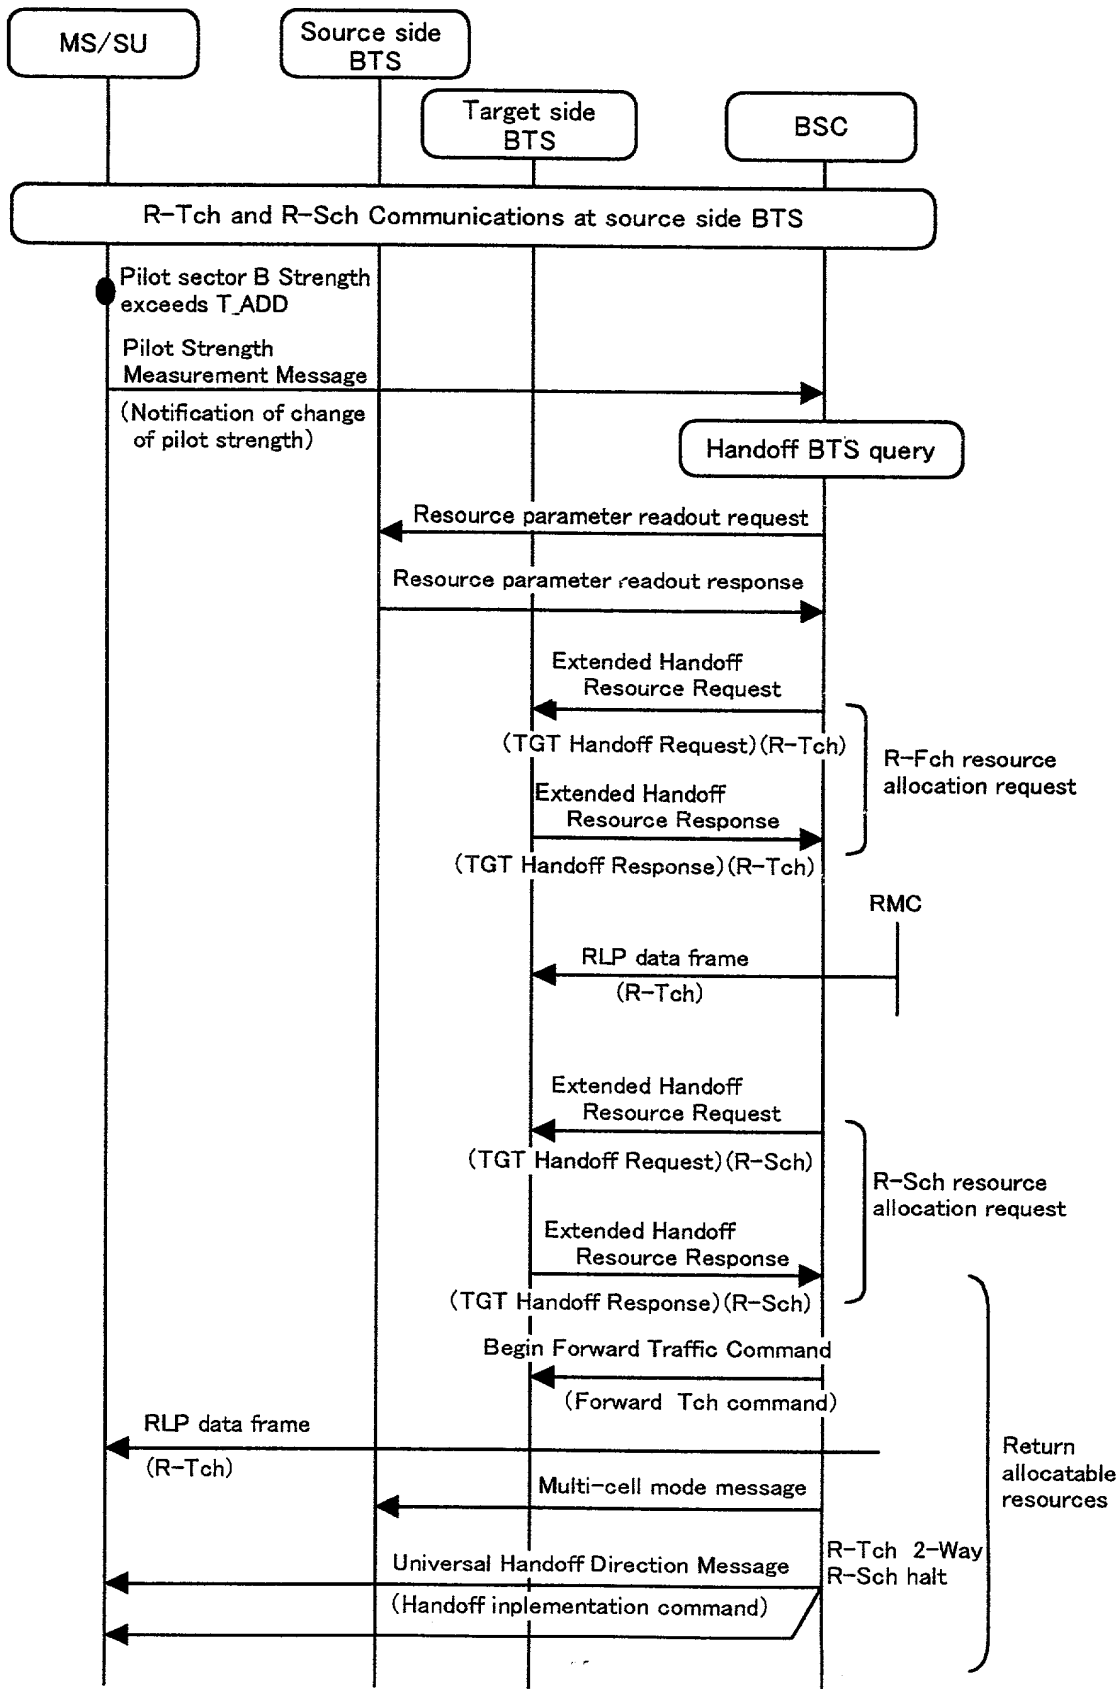 MS/SU
Source side
BTS
Target side
BTS
BSC
R-Tch and R-Sch Communications at source side BTS
Pilot sector B Strength
exceeds T_ADD
Pilot Strength
Measurement Message
(Notification of change
of pilot strength)
Handoff BTS query
Resource parameter readout request
Resource parameter readout response
Extended Handoff
Resource Request
(TGT Handoff Request)(R-Tch)
R-Fch resource
allocation request
Extended Handoff
Resource Response
(TGT Handoff Response)(R-Tch)
RMC
RLP data frame
(R-Tch)
Extended Handoff
Resource Request
(TGT Handoff Request)(R-Sch)
R-Sch resource
allocation request
Extended Handoff
Resource Response
(TGT Handoff Response)(R-Sch)
Begin Forward Traffic Command
(Forward Tch command)
RLP data frame
(R-Tch)
Return
allocatable
resources
Multi-cell mode message
R-Tch 2-Way
R-Sch halt
Universal Handoff Direction Message
(Handoff inplementation command)